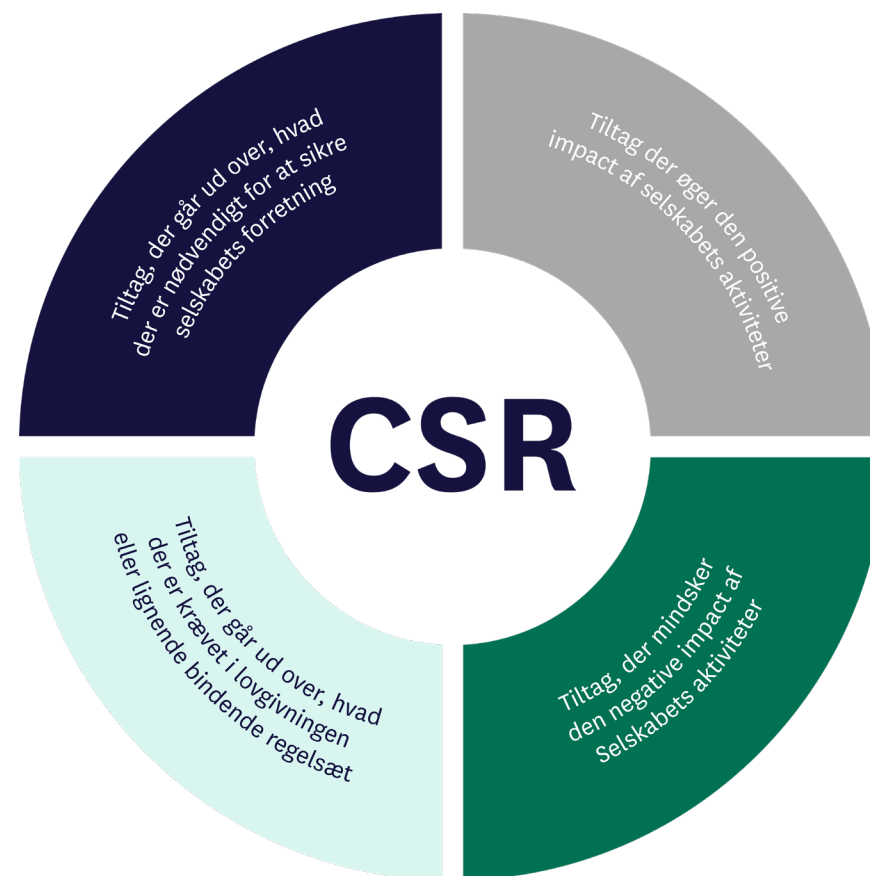 Tiltag, der går ud over, hvad
der er nødvendigt for at sikre
selskabets forretning
Tiltag der øger den positive
impact af selskabets aktiviteter
CSR
Tiltag, der går ud over, hvad
der er krævet i lovgivningen
eller lignende bindende regelsæt
Tiltag, der mindsker
den negative impact af
Selskabets aktiviteter